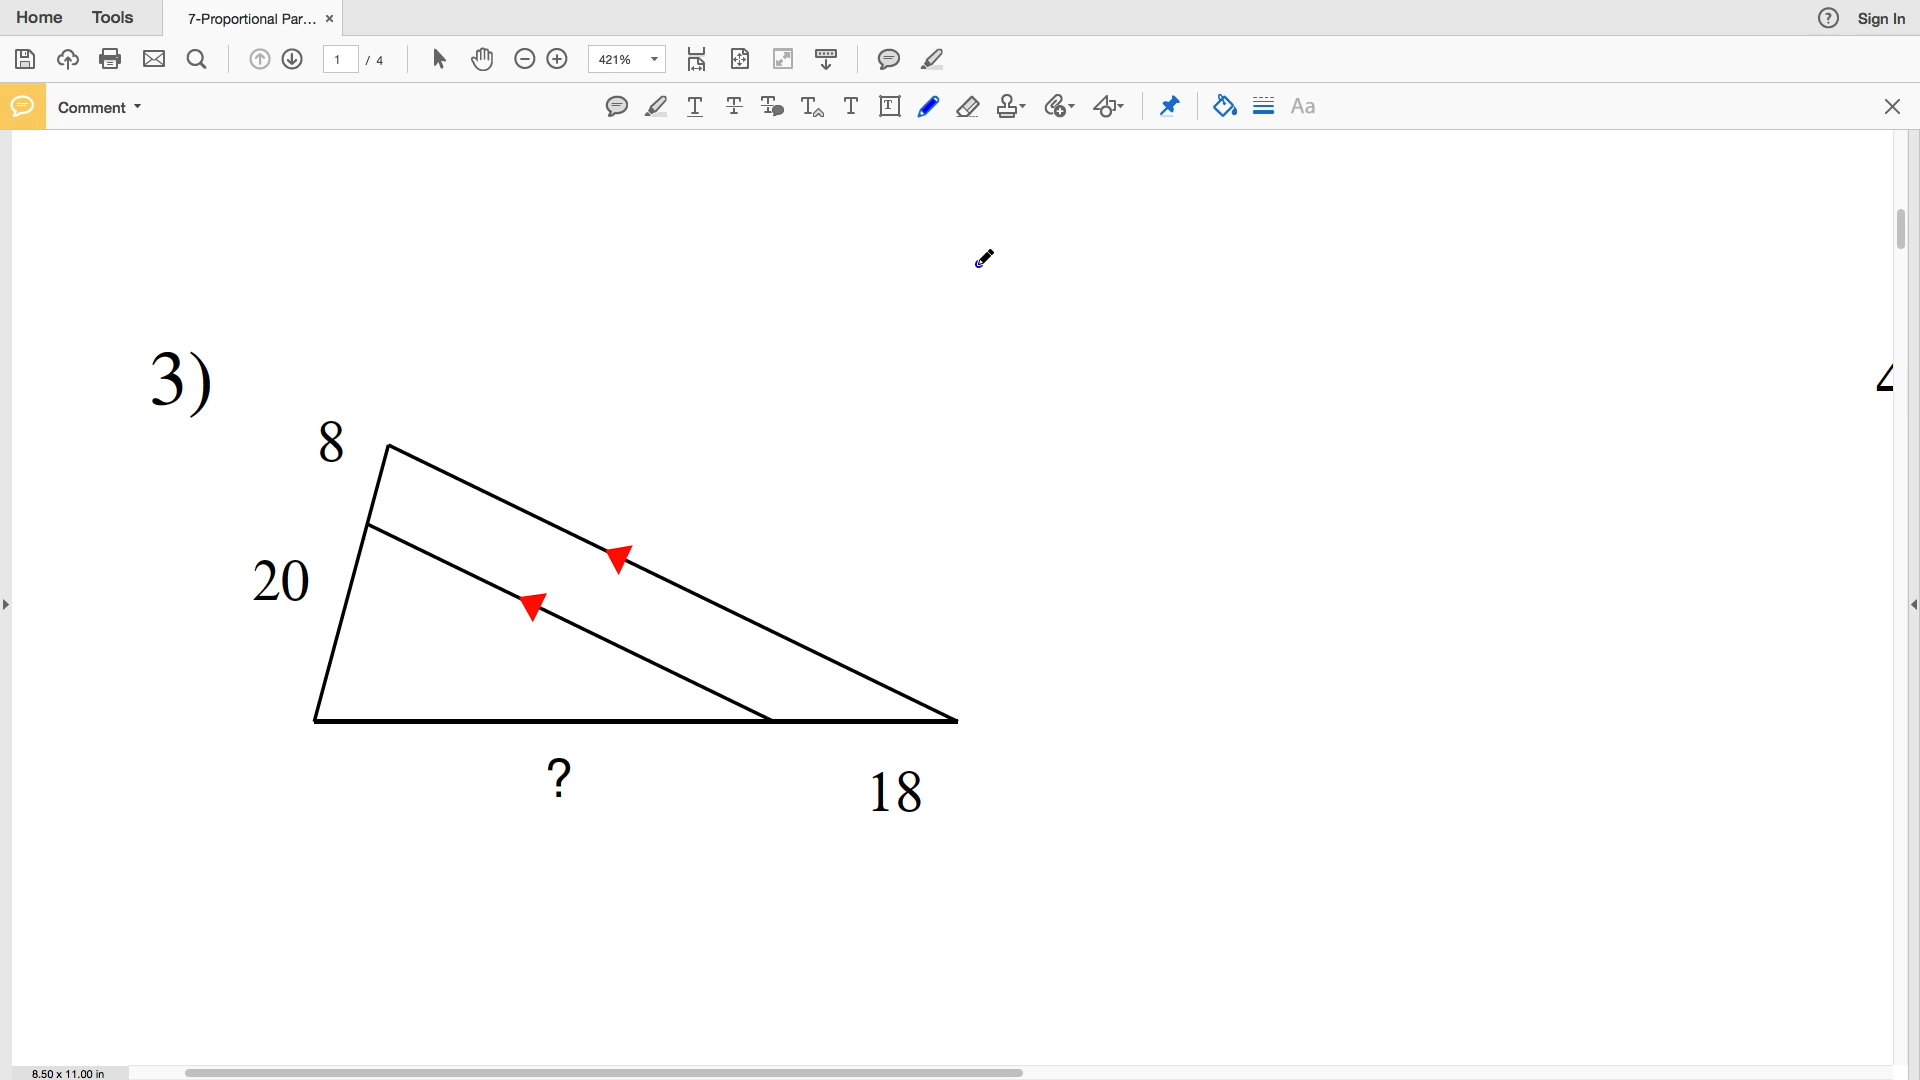 Home Tools 7-Proportional Par... × ? Sign In
1 / 4 421%
Comment T T T T T T Aa
3)
4
8
20
?
18
8.50 x 11.00 in